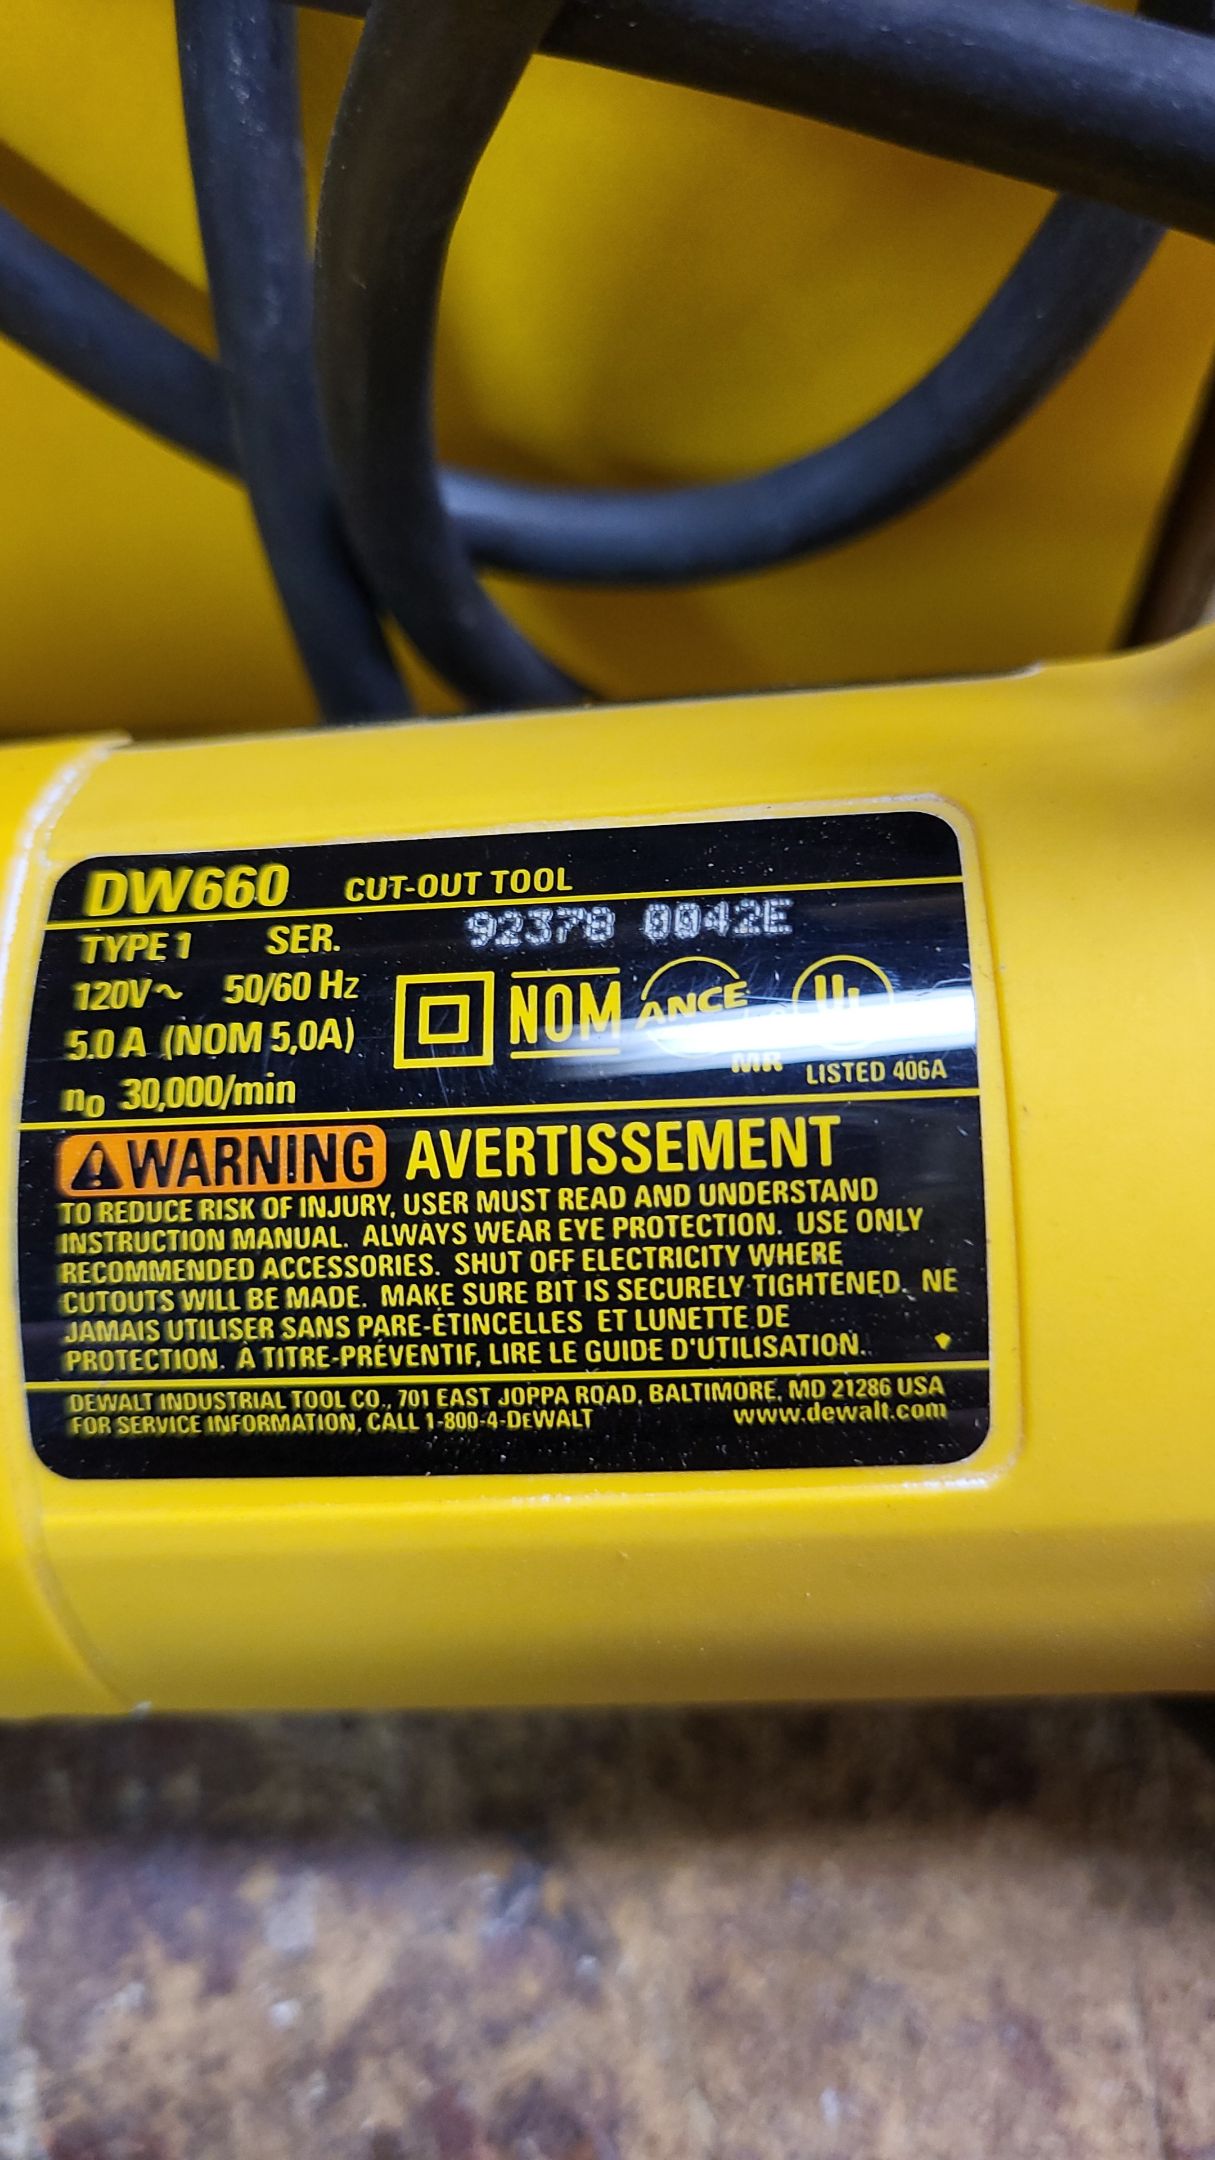 DW660 CUT-OUT TOOL
TYPE 1 SER. 92378 0042E
120V~ 50/60 Hz
5.0 A (NOM 5,0A)
NOM ANCE
MR
UL
LISTED 406A
n0 30,000/min
WARNING AVERTISSEMENT
TO REDUCE RISK OF INJURY, USER MUST READ AND UNDERSTAND
INSTRUCTION MANUAL. ALWAYS WEAR EYE PROTECTION. USE ONLY
RECOMMENDED ACCESSORIES. SHUT OFF ELECTRICITY WHERE
CUTOUTS WILL BE MADE. MAKE SURE BIT IS SECURELY TIGHTENED. NE
JAMAIS UTILISER SANS PARE-ÉTINCELLES ET LUNETTE DE
PROTECTION. À TITRE-PRÉVENTIF, LIRE LE GUIDE D'UTILISATION.
DEWALT INDUSTRIAL TOOL CO., 701 EAST JOPPA ROAD, BALTIMORE, MD 21286 USA
FOR SERVICE INFORMATION, CALL 1-800-4-DEWALT www.dewalt.com